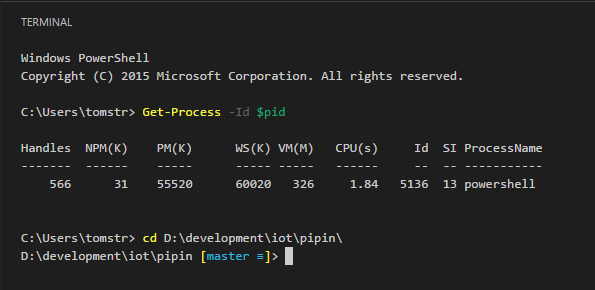 TERMINAL
Windows PowerShell
Copyright (C) 2015 Microsoft Corporation. All rights reserved.
C:\Users\tomstr> Get-Process -Id $pid
Handles  NPM(K)    PM(K)      WS(K) VM(M)   CPU(s)     Id  SI ProcessName
-------  ------    -----      ----- -----   ------     --  -- -----------
    566      31    55520      60020   326     1.84   5136  13 powershell
C:\Users\tomstr> cd D:\development\iot\pipin\
D:\development\iot\pipin [master ≡]>